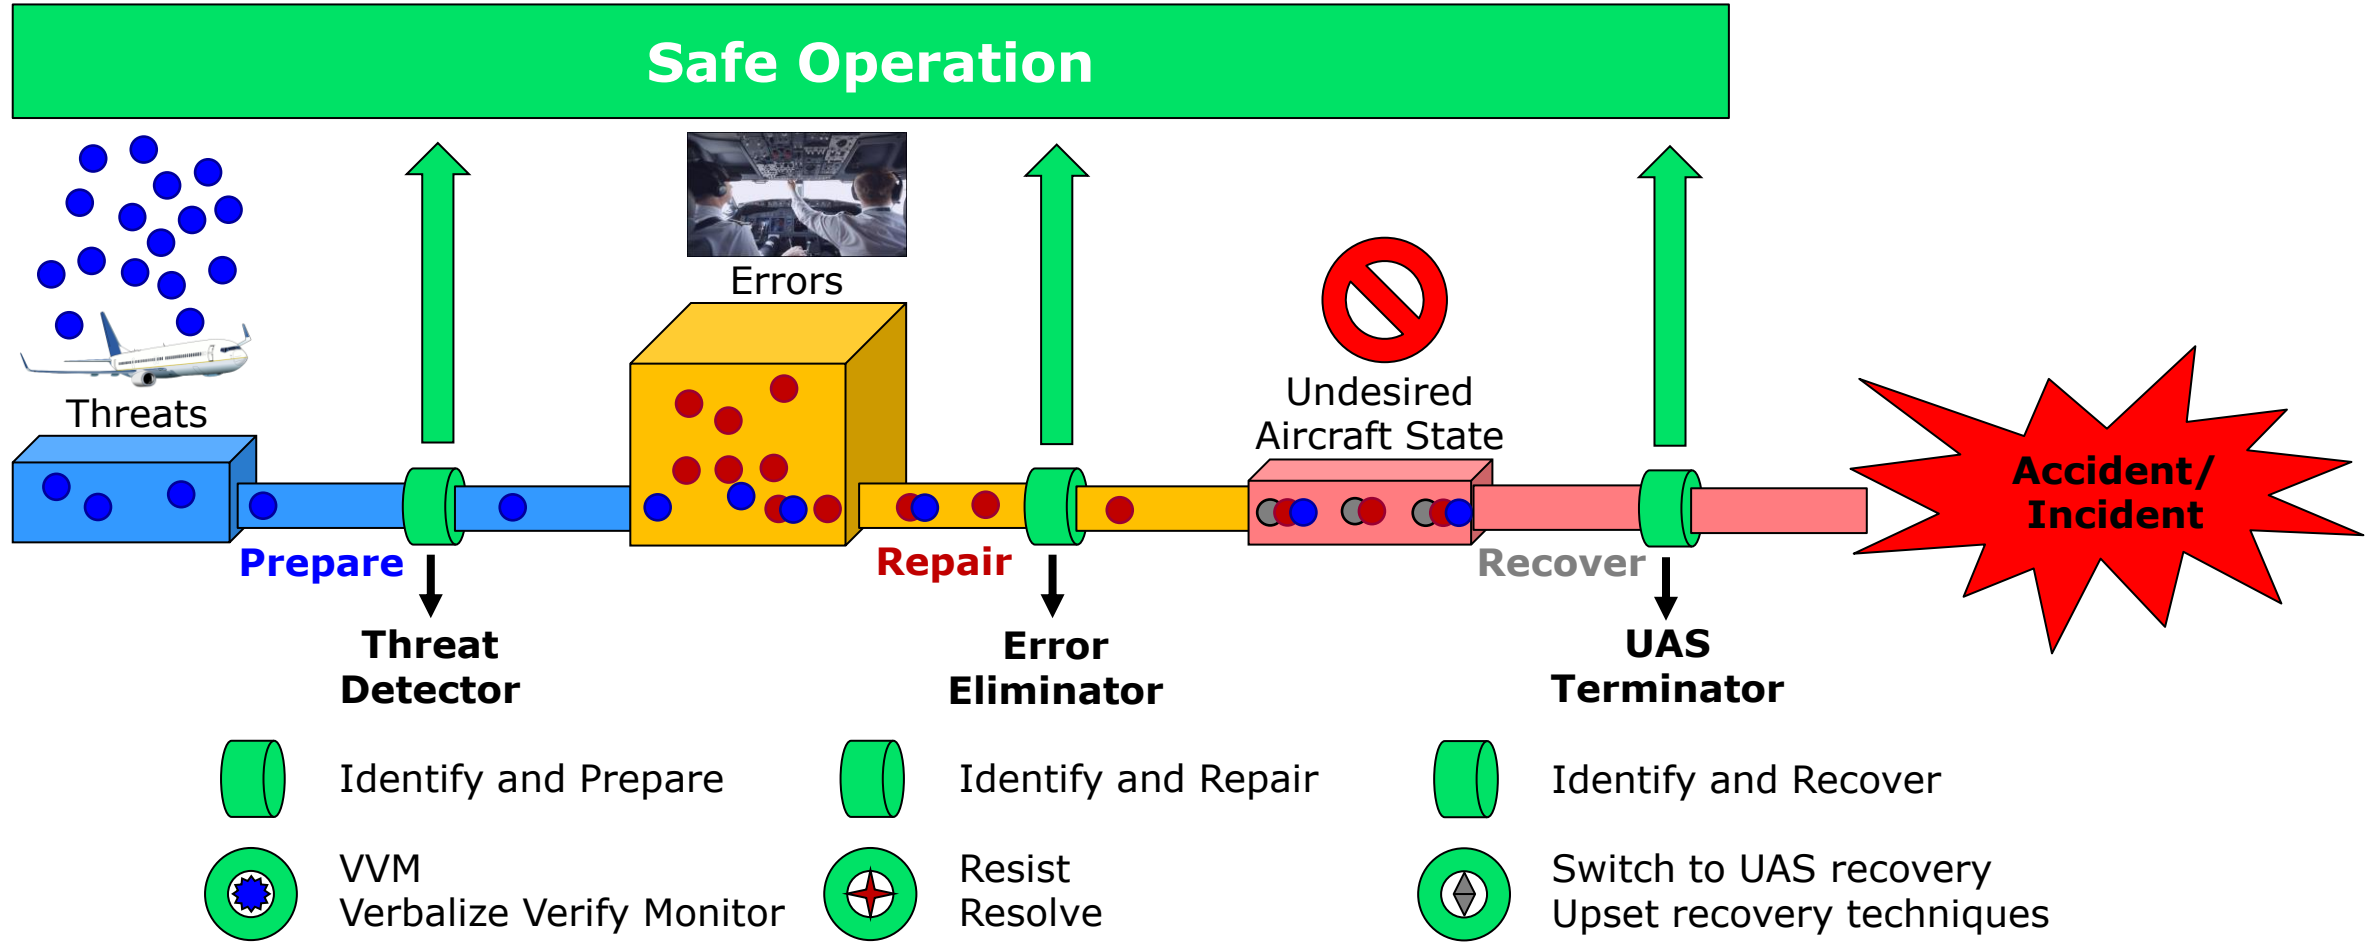 Safe Operation
Errors
Threats
Undesired
Aircraft State
Accident/
Incident
Prepare
Repair
Recover
Threat
Detector
Error
Eliminator
UAS
Terminator
Identify and Prepare
Identify and Repair
Identify and Recover
VVM
Verbalize Verify Monitor
Resist
Resolve
Switch to UAS recovery
Upset recovery techniques